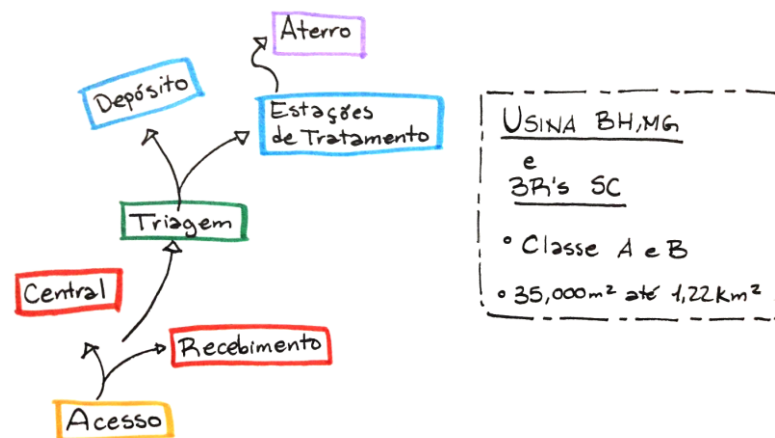 Aterro
Depósito
Estações
de Tratamento
Triagem
Central
Recebimento
Acesso
USINA BH,MG
e
3R's SC
° Classe A e B
° 35,000m² até 1,22Km²